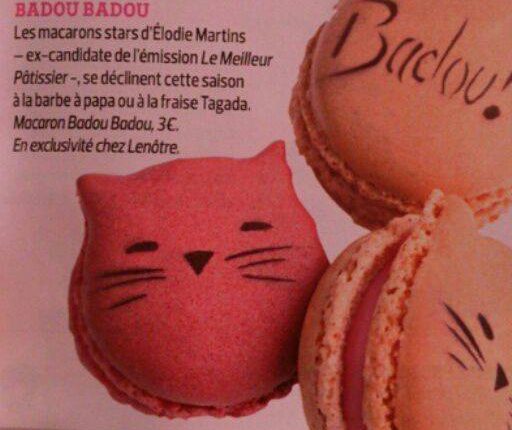 BADOU BADOU
Les macarons stars d'Élodie Martins
– ex-candidate de l'émission Le Meilleur
Pâtissier –, se déclinent cette saison
à la barbe à papa ou à la fraise Tagada.
Macaron Badou Badou, 3€.
En exclusivité chez Lenôtre.
Badou!